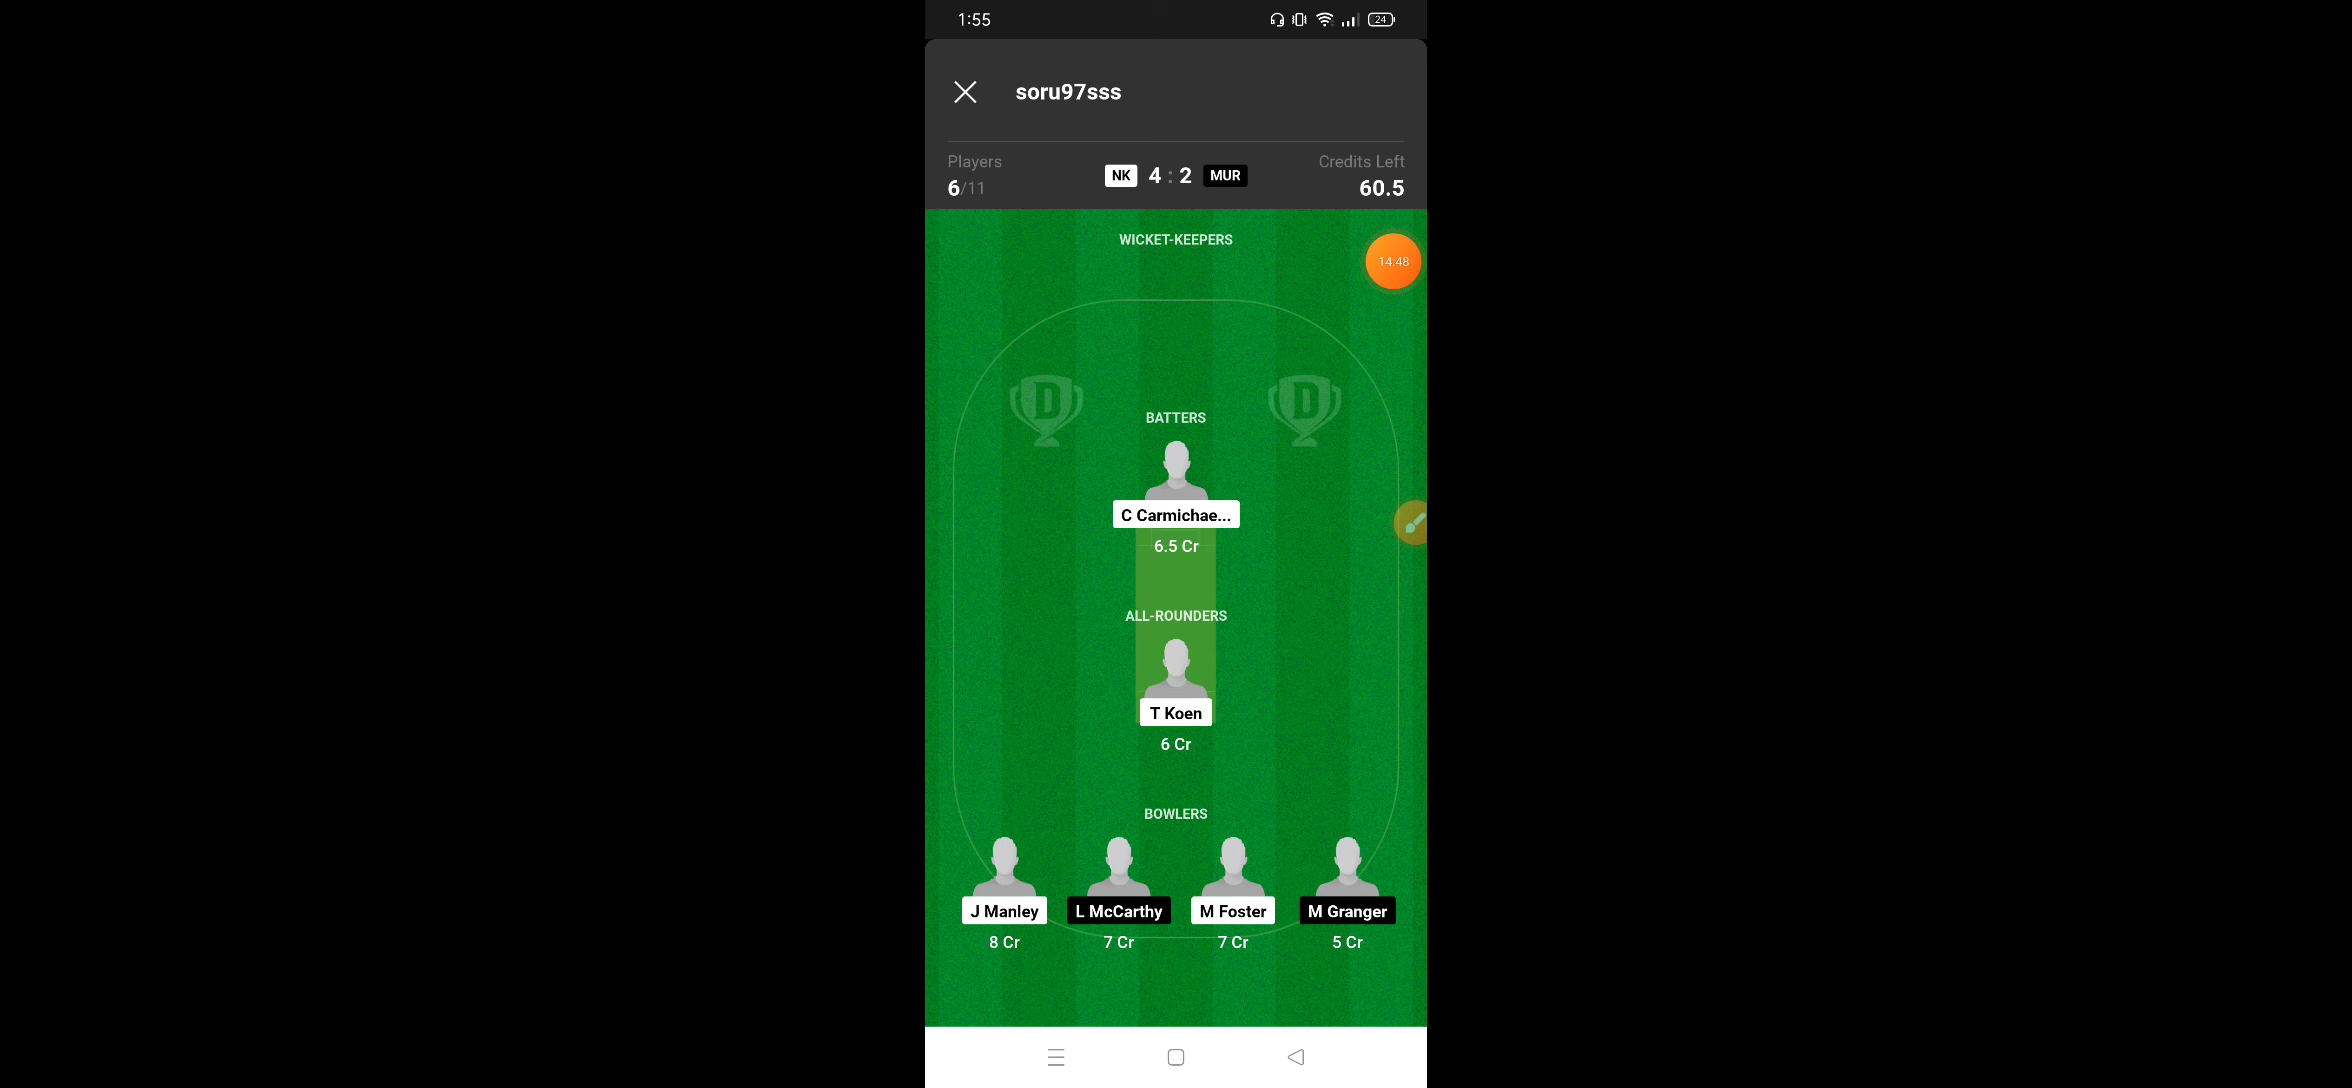 1:55
24
soru97sss
Players
Credits Left
6/11
NK 4 : 2 MUR
60.5
WICKET-KEEPERS
14:48
D D
BATTERS
C Carmichae...
6.5 Cr
ALL-ROUNDERS
T Koen
6 Cr
BOWLERS
J Manley L McCarthy M Foster M Granger
8 Cr 7 Cr 7 Cr 5 Cr